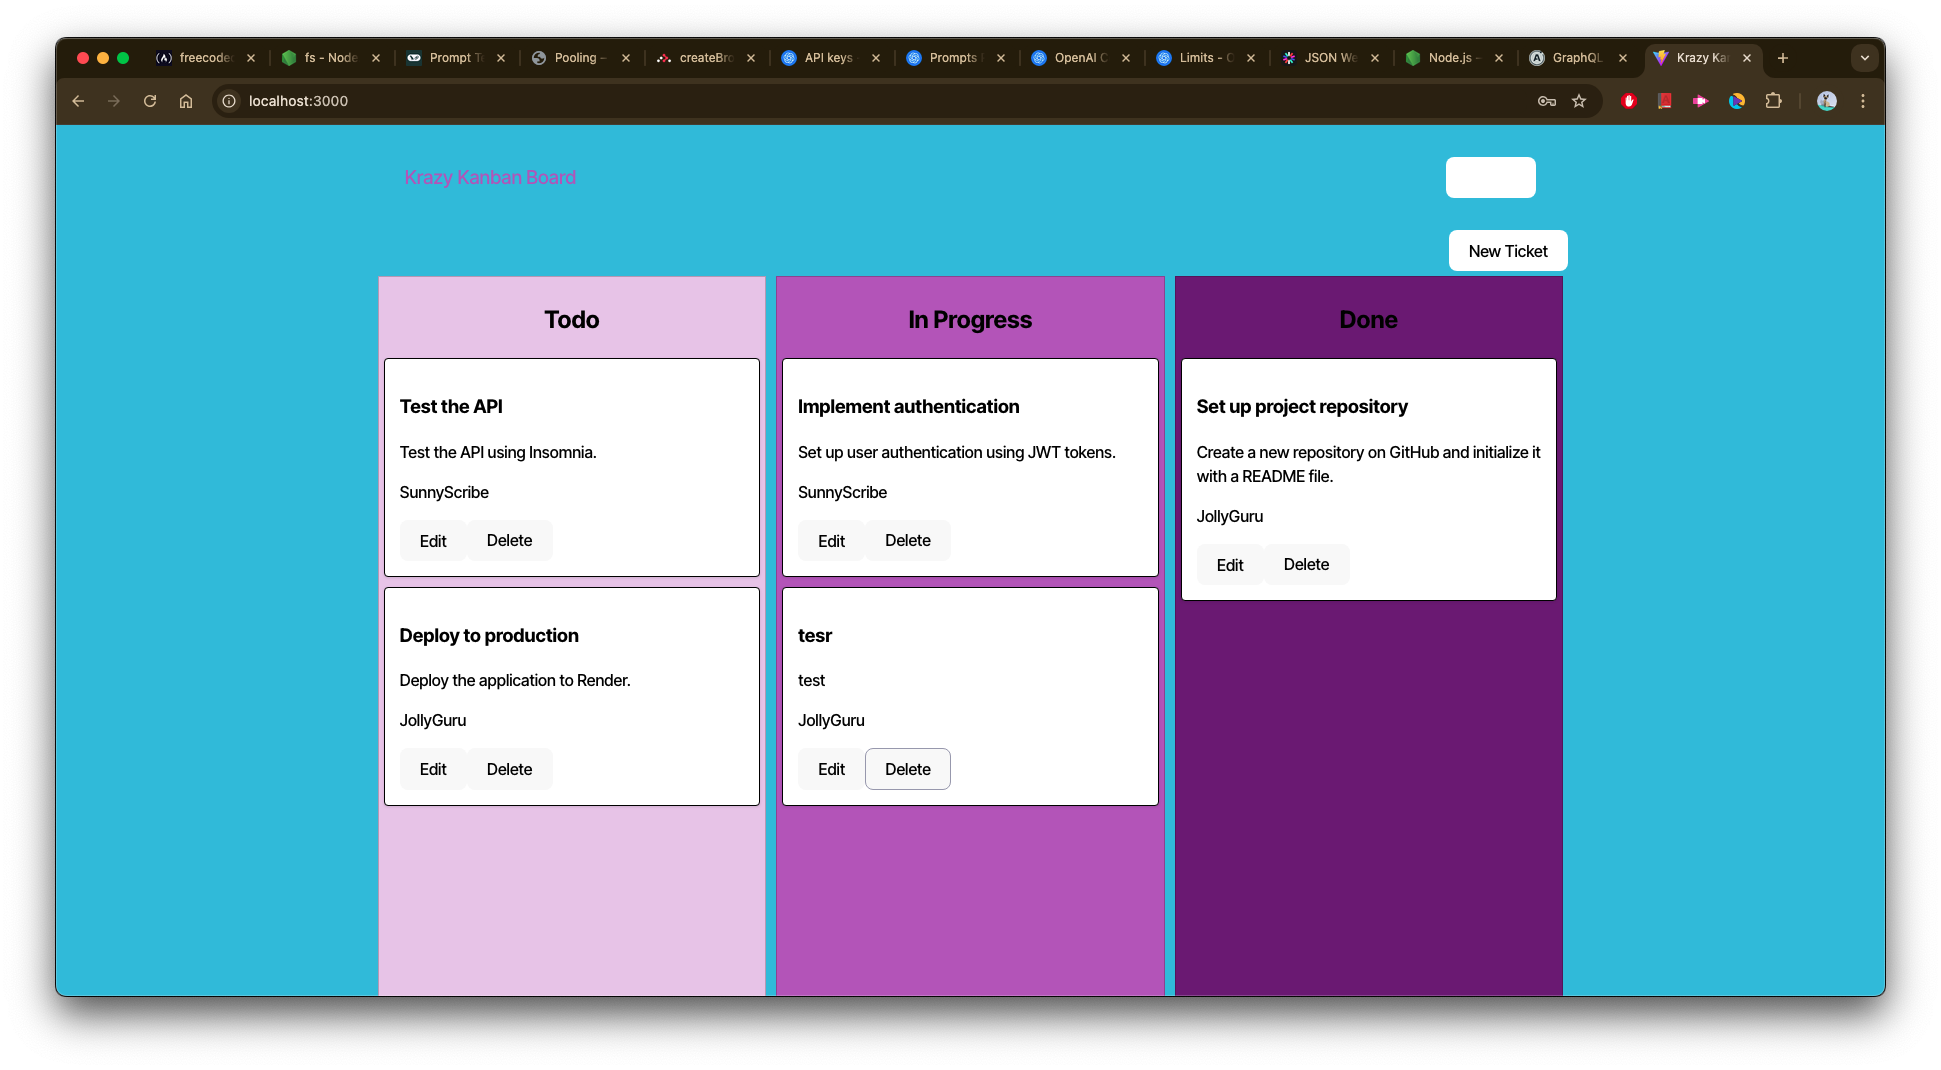 freecodec
fs - Node
Prompt Te
Pooling –
createBro
API keys -
Prompts
OpenAI C
Limits - O
JSON We
Node.js –
GraphQL
Krazy Kan
localhost:3000
Krazy Kanban Board
New Ticket
Todo
In Progress
Done
Test the API
Test the API using Insomnia.
SunnyScribe
Edit
Delete
Deploy to production
Deploy the application to Render.
JollyGuru
Edit
Delete
Implement authentication
Set up user authentication using JWT tokens.
SunnyScribe
Edit
Delete
tesr
test
JollyGuru
Edit
Delete
Set up project repository
Create a new repository on GitHub and initialize it
with a README file.
JollyGuru
Edit
Delete